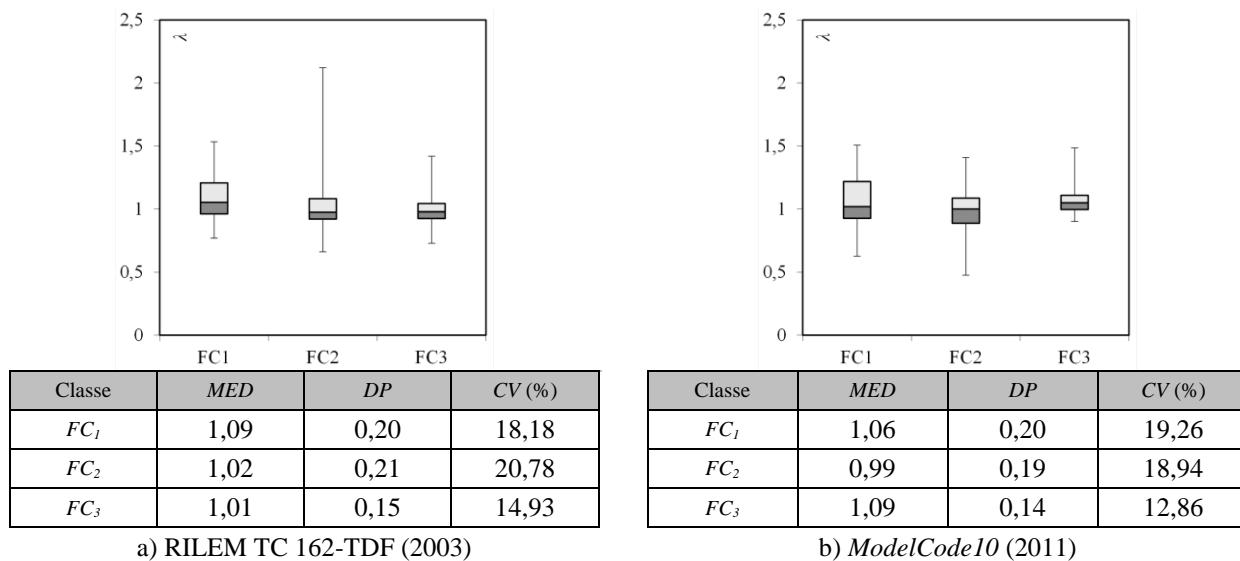 2,5
λ
2
1,5
1
0,5
0
FC1 FC2 FC3
Classe MED DP CV (%)
FC1 1,09 0,20 18,18
FC2 1,02 0,21 20,78
FC3 1,01 0,15 14,93
a) RILEM TC 162-TDF (2003)
2,5
λ
2
1,5
1
0,5
0
FC1 FC2 FC3
Classe MED DP CV (%)
FC1 1,06 0,20 19,26
FC2 0,99 0,19 18,94
FC3 1,09 0,14 12,86
b) ModelCode10 (2011)